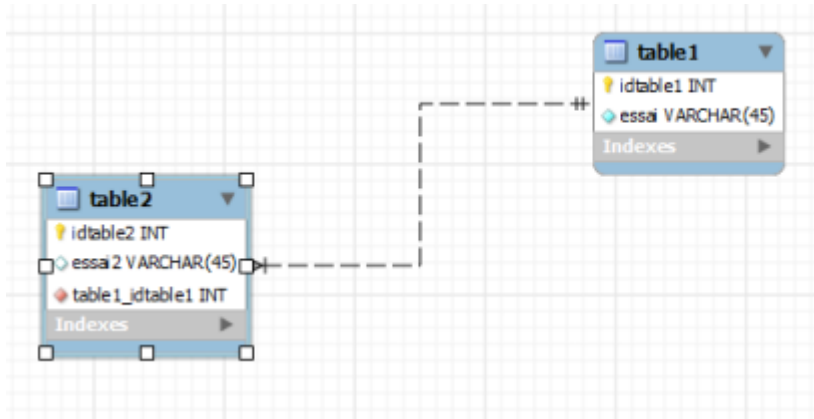 table1
idtable1 INT
essai VARCHAR(45)
Indexes
table2
idtable2 INT
essai2 VARCHAR(45)
table1_idtable1 INT
Indexes